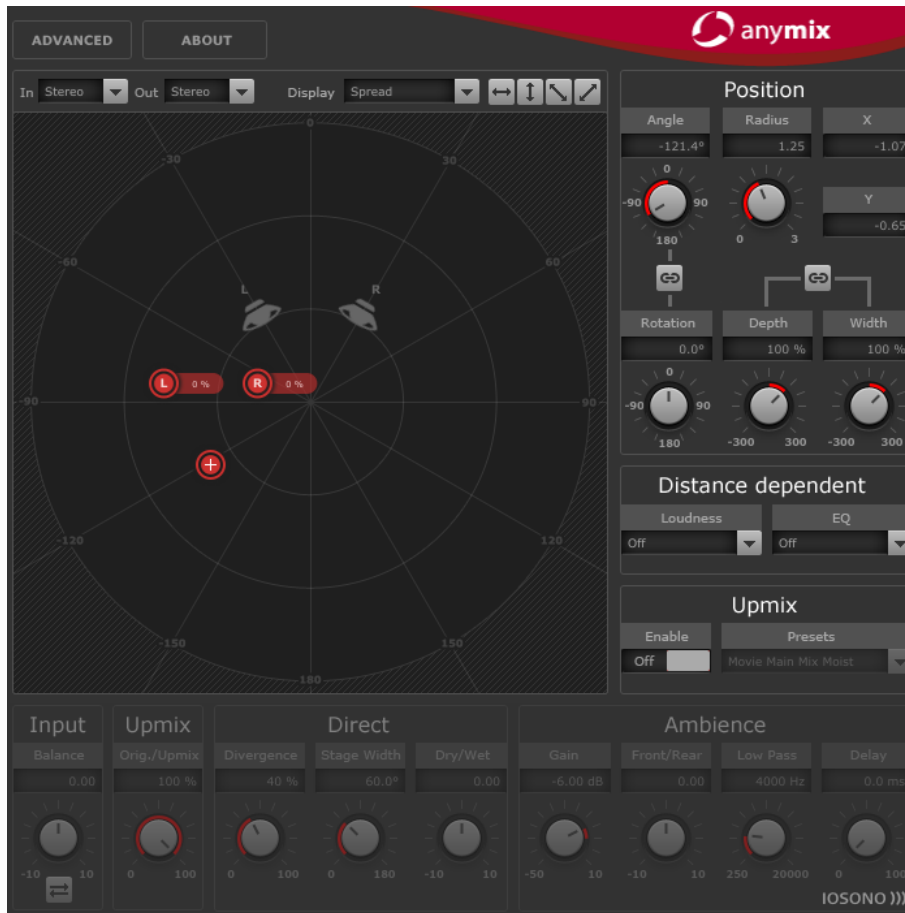 ADVANCED ABOUT anymix
In Stereo Out Stereo Display Spread
Position
Angle Radius X
-121.4° 1.25 -1.07
0
-90 90 Y
-0.65
180 0 3
Rotation Depth Width
0.0° 100 % 100 %
0
-90 90
180 -300 300 -300 300
0
-30 30
-60 60
L R
L 0 % R 0 %
-90 90
-120 120
-150 150
180
Distance dependent
Loudness EQ
Off Off
Upmix
Enable Presets
Off Movie Main Mix Moist
Input Upmix Direct Ambience
Balance Orig./Upmix Divergence Stage Width Dry/Wet Gain Front/Rear Low Pass Delay
0.00 100 % 40 % 60.0° 0.00 -6.00 dB 0.00 4000 Hz 0.0 ms
-10 10 0 100 0 100 0 180 -10 10 -50 10 -10 10 250 20000 0 100
IOSONO